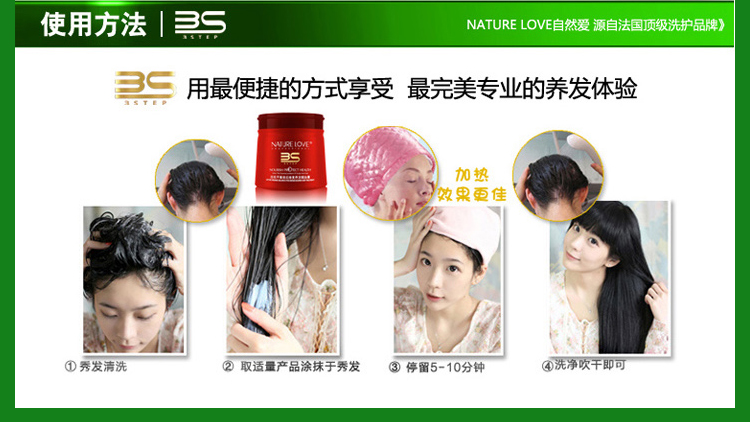 使用方法
3S
3STEP
NATURE LOVE自然爱 源自法国顶级洗护品牌》
3S
3STEP
用最便捷的方式享受 最完美专业的养发体验
NATURE LOVE
3S
加热
效果更佳
① 秀发清洗
② 取适量产品涂抹于秀发
③ 停留5-10分钟
④洗净吹干即可